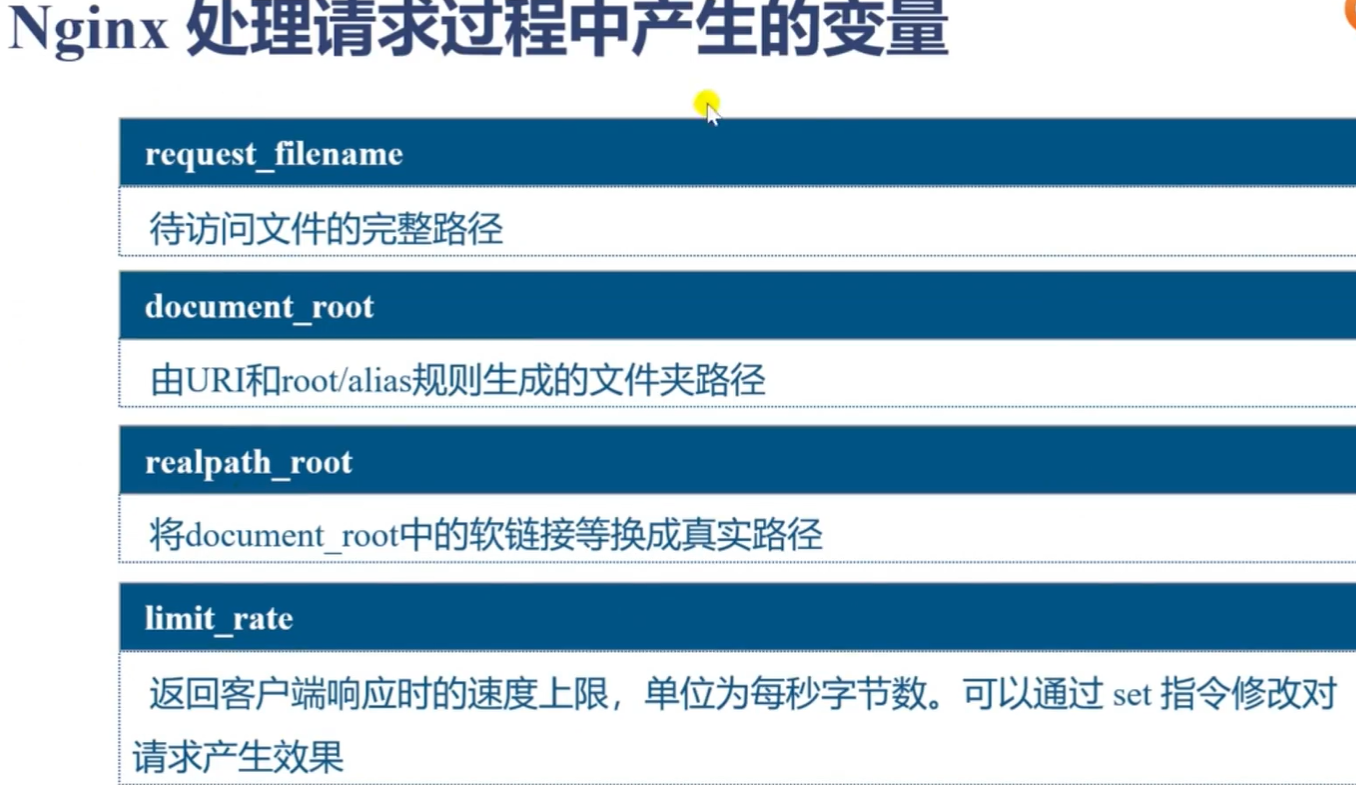 Nginx 处理请求过程中产生的变量
request_filename
待访问文件的完整路径
document_root
由URI和root/alias规则生成的文件夹路径
realpath_root
将document_root中的软链接等换成真实路径
limit_rate
返回客户端响应时的速度上限，单位为每秒字节数。可以通过 set 指令修改对
请求产生效果